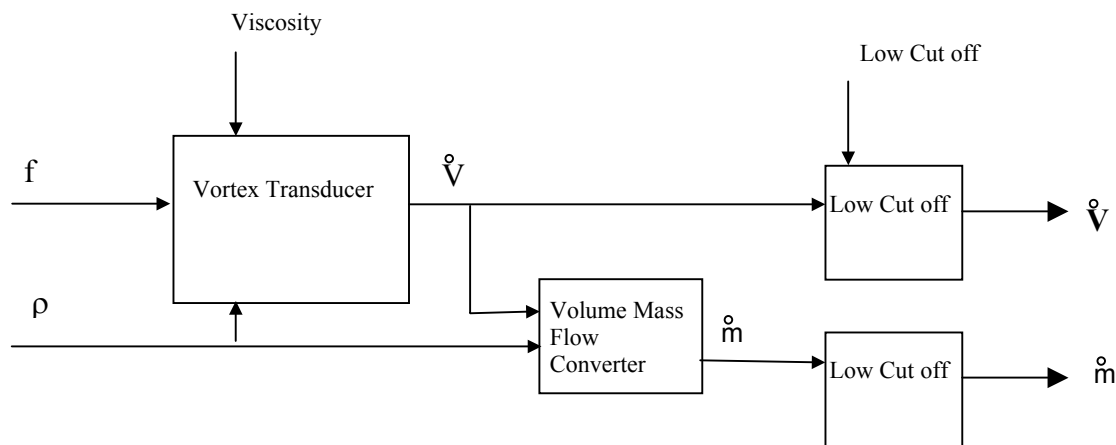 Viscosity
Low Cut off
f
Vortex Transducer
V̊
Low Cut off
V̊
ρ
Volume Mass
Flow
Converter
m̊
Low Cut off
m̊